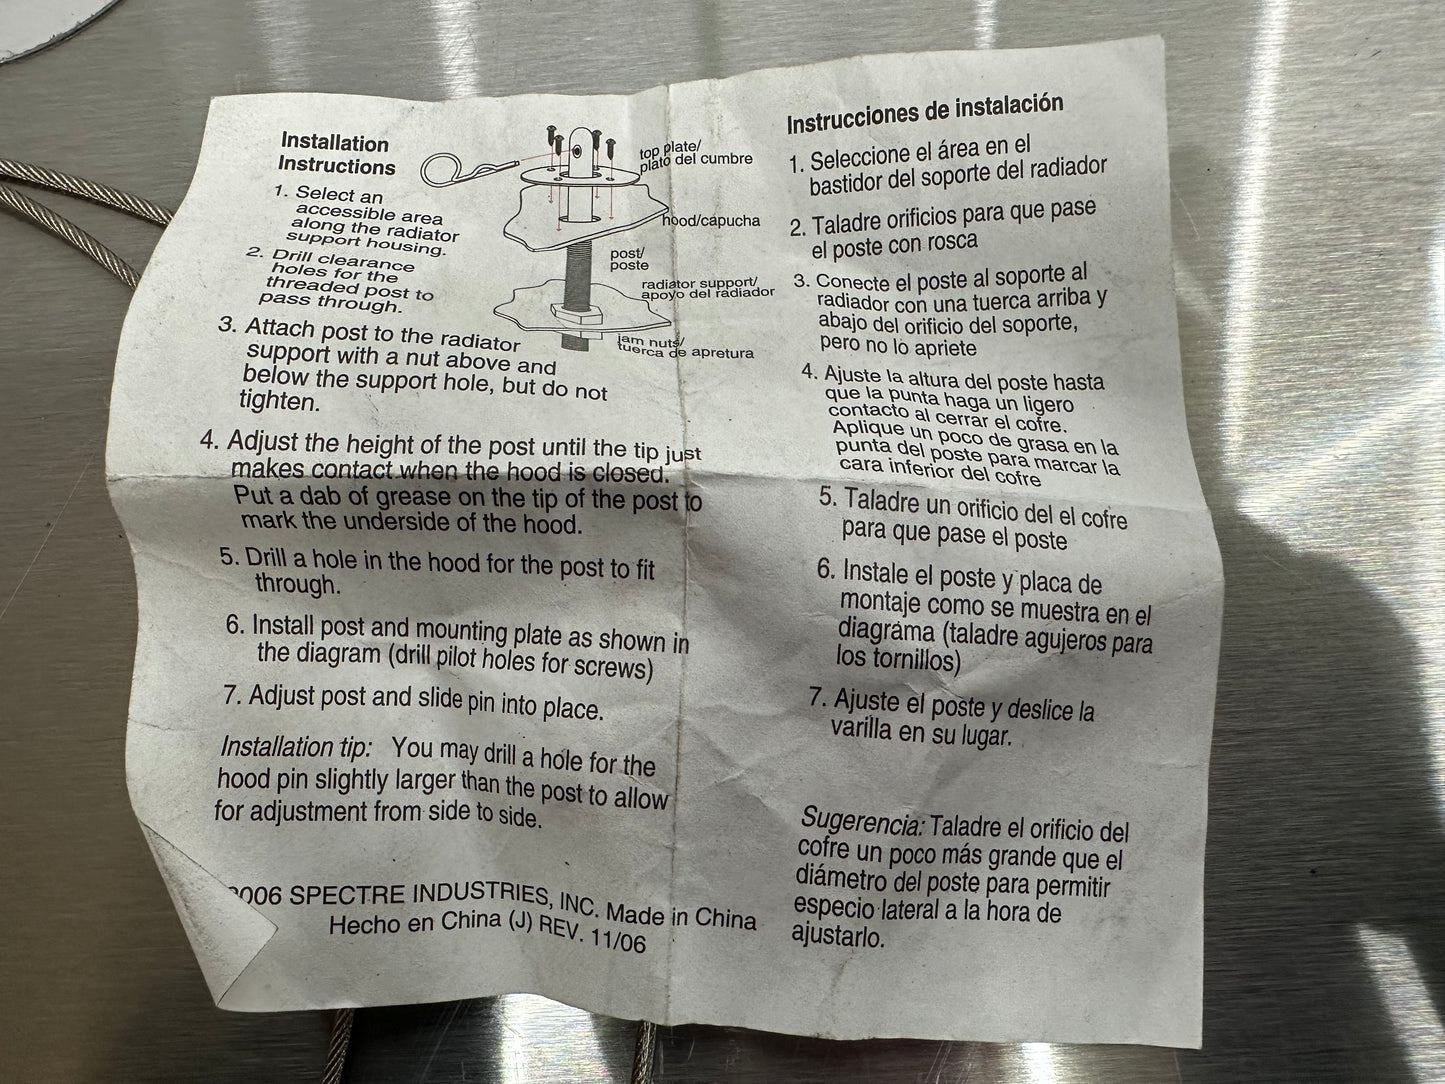 Installation
Instructions
1. Select an
accessible area
along the radiator
support housing.
2. Drill clearance
holes for the
threaded post to
pass through.
3. Attach post to the radiator
support with a nut above and
below the support hole, but do not
tighten.
4. Adjust the height of the post until the tip just
makes contact when the hood is closed.
Put a dab of grease on the tip of the post to
mark the underside of the hood.
5. Drill a hole in the hood for the post to fit
through.
6. Install post and mounting plate as shown in
the diagram (drill pilot holes for screws)
7. Adjust post and slide pin into place.
Installation tip: You may drill a hole for the
hood pin slightly larger than the post to allow
for adjustment from side to side.
2006 SPECTRE INDUSTRIES, INC. Made in China
Hecho en China (J) REV. 11/06
top plate/
plato del cumbre
hood/capucha
post/
poste
radiator support/
apoyo del radiador
jam nuts/
tuerca de apretura
Instrucciones de instalación
1. Seleccione el área en el
bastidor del soporte del radiador
2. Taladre orificios para que pase
el poste con rosca
3. Conecte el poste al soporte al
radiador con una tuerca arriba y
abajo del orificio del soporte,
pero no lo apriete
4. Ajuste la altura del poste hasta
que la punta haga un ligero
contacto al cerrar el cofre.
Aplique un poco de grasa en la
punta del poste para marcar la
cara inferior del cofre
5. Taladre un orificio del el cofre
para que pase el poste
6. Instale el poste y placa de
montaje como se muestra en el
diagrama (taladre agujeros para
los tornillos)
7. Ajuste el poste y deslice la
varilla en su lugar.
Sugerencia: Taladre el orificio del
cofre un poco más grande que el
diámetro del poste para permitir
especio lateral a la hora de
ajustarlo.